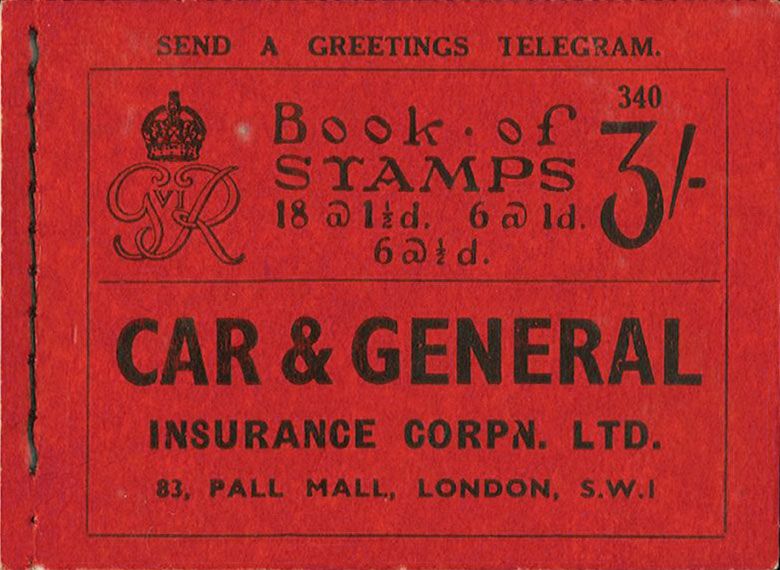 SEND A GREETINGS TELEGRAM.
340
Book · of
STAMPS
3/-
18 @ 1½d. 6 @ 1d.
6 @ ½d.
GVIR
CAR & GENERAL
INSURANCE CORPN. LTD.
83, PALL MALL, LONDON, S.W.1